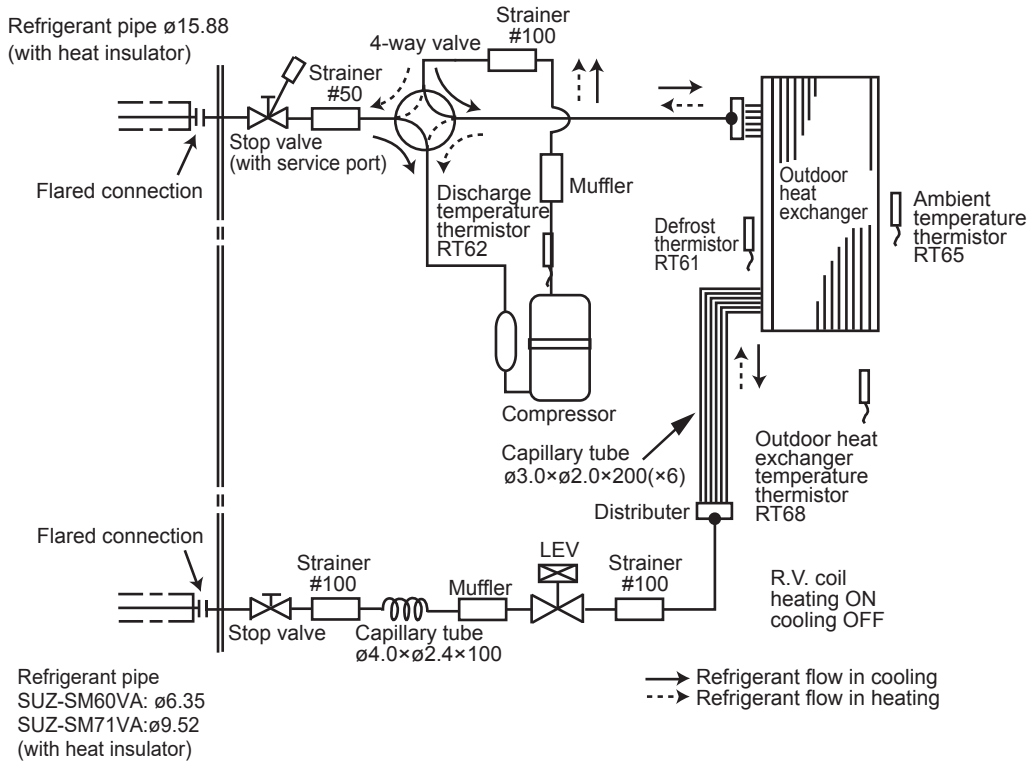 Refrigerant pipe ø15.88
(with heat insulator)
Strainer
#100
4-way valve
Strainer
#50
Stop valve
(with service port)
Flared connection
Discharge
temperature
thermistor
RT62
Muffler
Outdoor
heat
exchanger
Ambient
temperature
thermistor
RT65
Defrost
thermistor
RT61
Compressor
Capillary tube
ø3.0×ø2.0×200(×6)
Outdoor heat
exchanger
temperature
thermistor
RT68
Distributer
Flared connection
Strainer
#100
Muffler
LEV
Strainer
#100
R.V. coil
heating ON
cooling OFF
Stop valve
Capillary tube
ø4.0×ø2.4×100
Refrigerant pipe
SUZ-SM60VA: ø6.35
SUZ-SM71VA:ø9.52
(with heat insulator)
Refrigerant flow in cooling
Refrigerant flow in heating